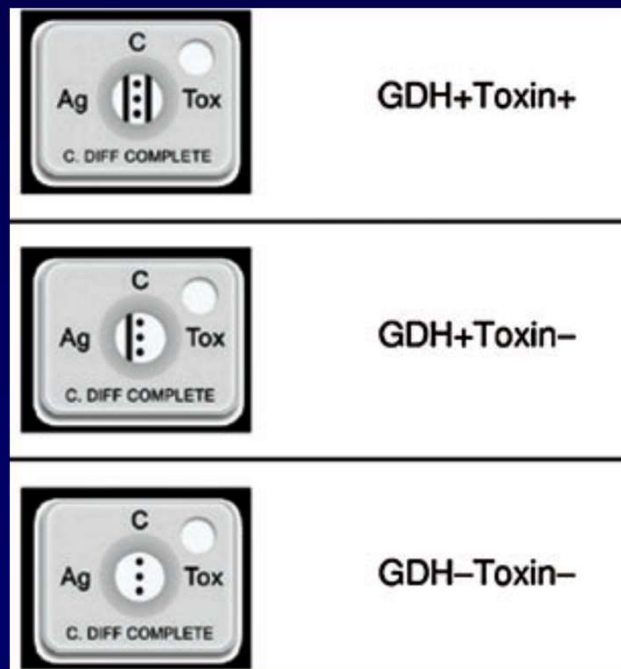 C
Ag Tox
C. DIFF COMPLETE
GDH+Toxin+
C
Ag Tox
C. DIFF COMPLETE
GDH+Toxin–
C
Ag Tox
C. DIFF COMPLETE
GDH–Toxin–